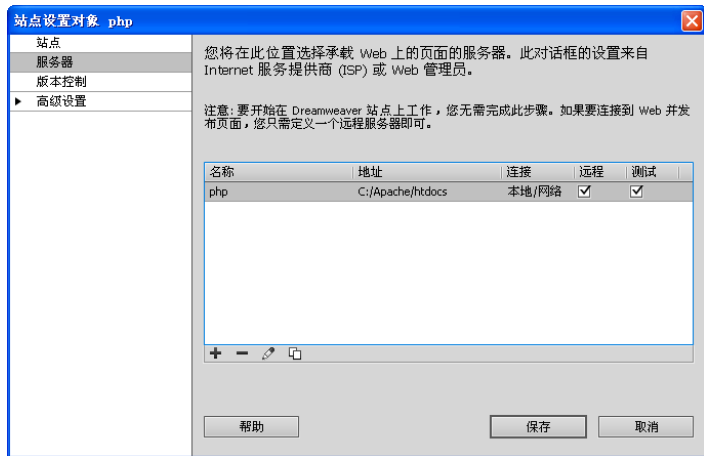 站点设置对象 php
站点
服务器
版本控制
高级设置
您将在此位置选择承载 Web 上的页面的服务器。此对话框的设置来自
Internet 服务提供商 (ISP) 或 Web 管理员。
注意:要开始在 Dreamweaver 站点上工作，您无需完成此步骤。如果要连接到 Web 并发
布页面，您只需定义一个远程服务器即可。
名称 地址 连接 远程 测试
php C:/Apache/htdocs 本地/网络
帮助 保存 取消